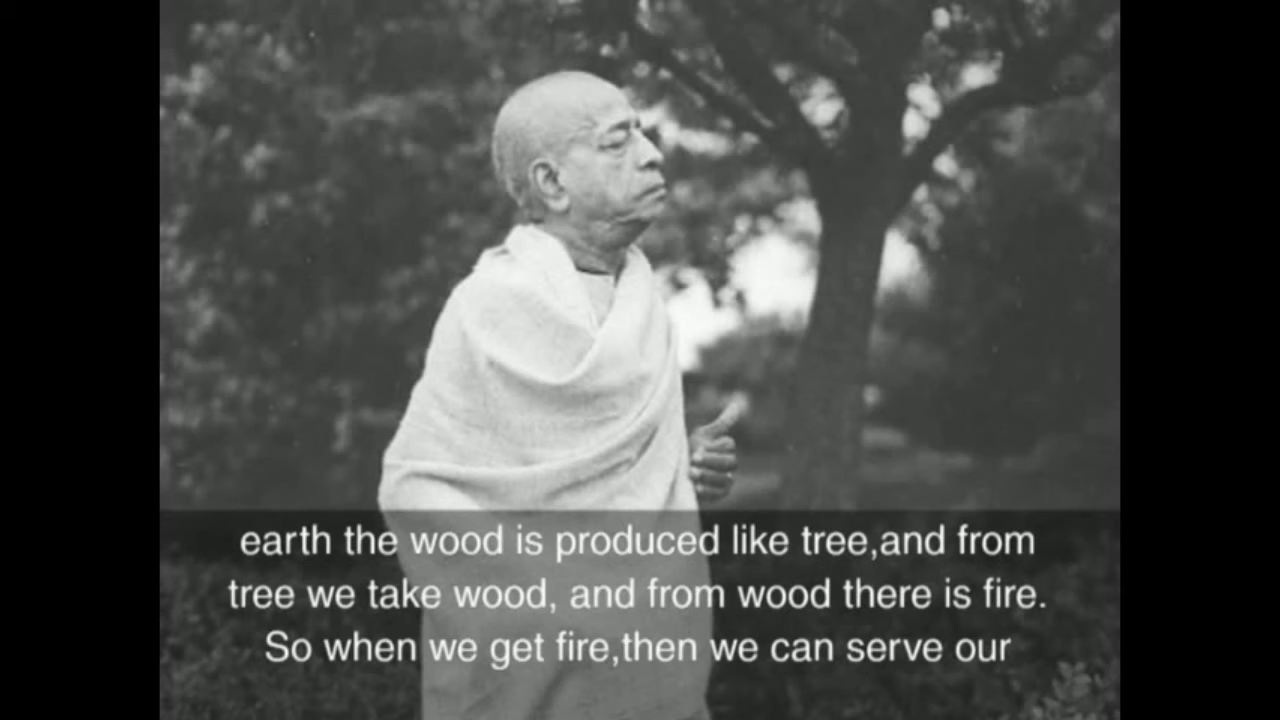 earth the wood is produced like tree,and from
tree we take wood, and from wood there is fire.
So when we get fire,then we can serve our